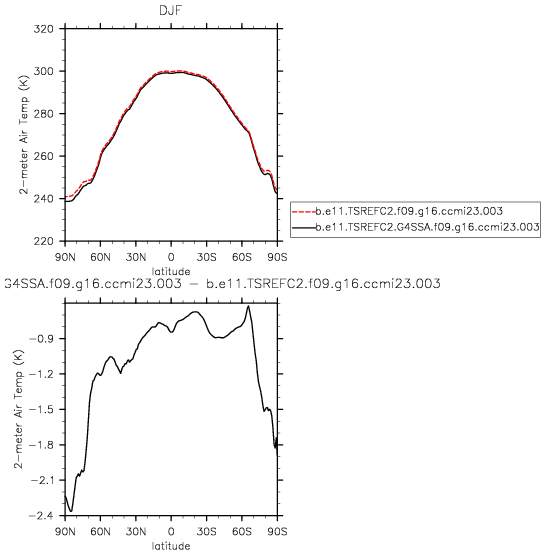 DJF
2-meter Air Temp (K)
320
300
280
260
240
220
90N 60N 30N 0 30S 60S 90S
latitude
b.e11.TSREFC2.f09.g16.ccmi23.003
b.e11.TSREFC2.G4SSA.f09.g16.ccmi23.003
G4SSA.f09.g16.ccmi23.003 - b.e11.TSREFC2.f09.g16.ccmi23.003
2-meter Air Temp (K)
-0.9
-1.2
-1.5
-1.8
-2.1
-2.4
90N 60N 30N 0 30S 60S 90S
latitude